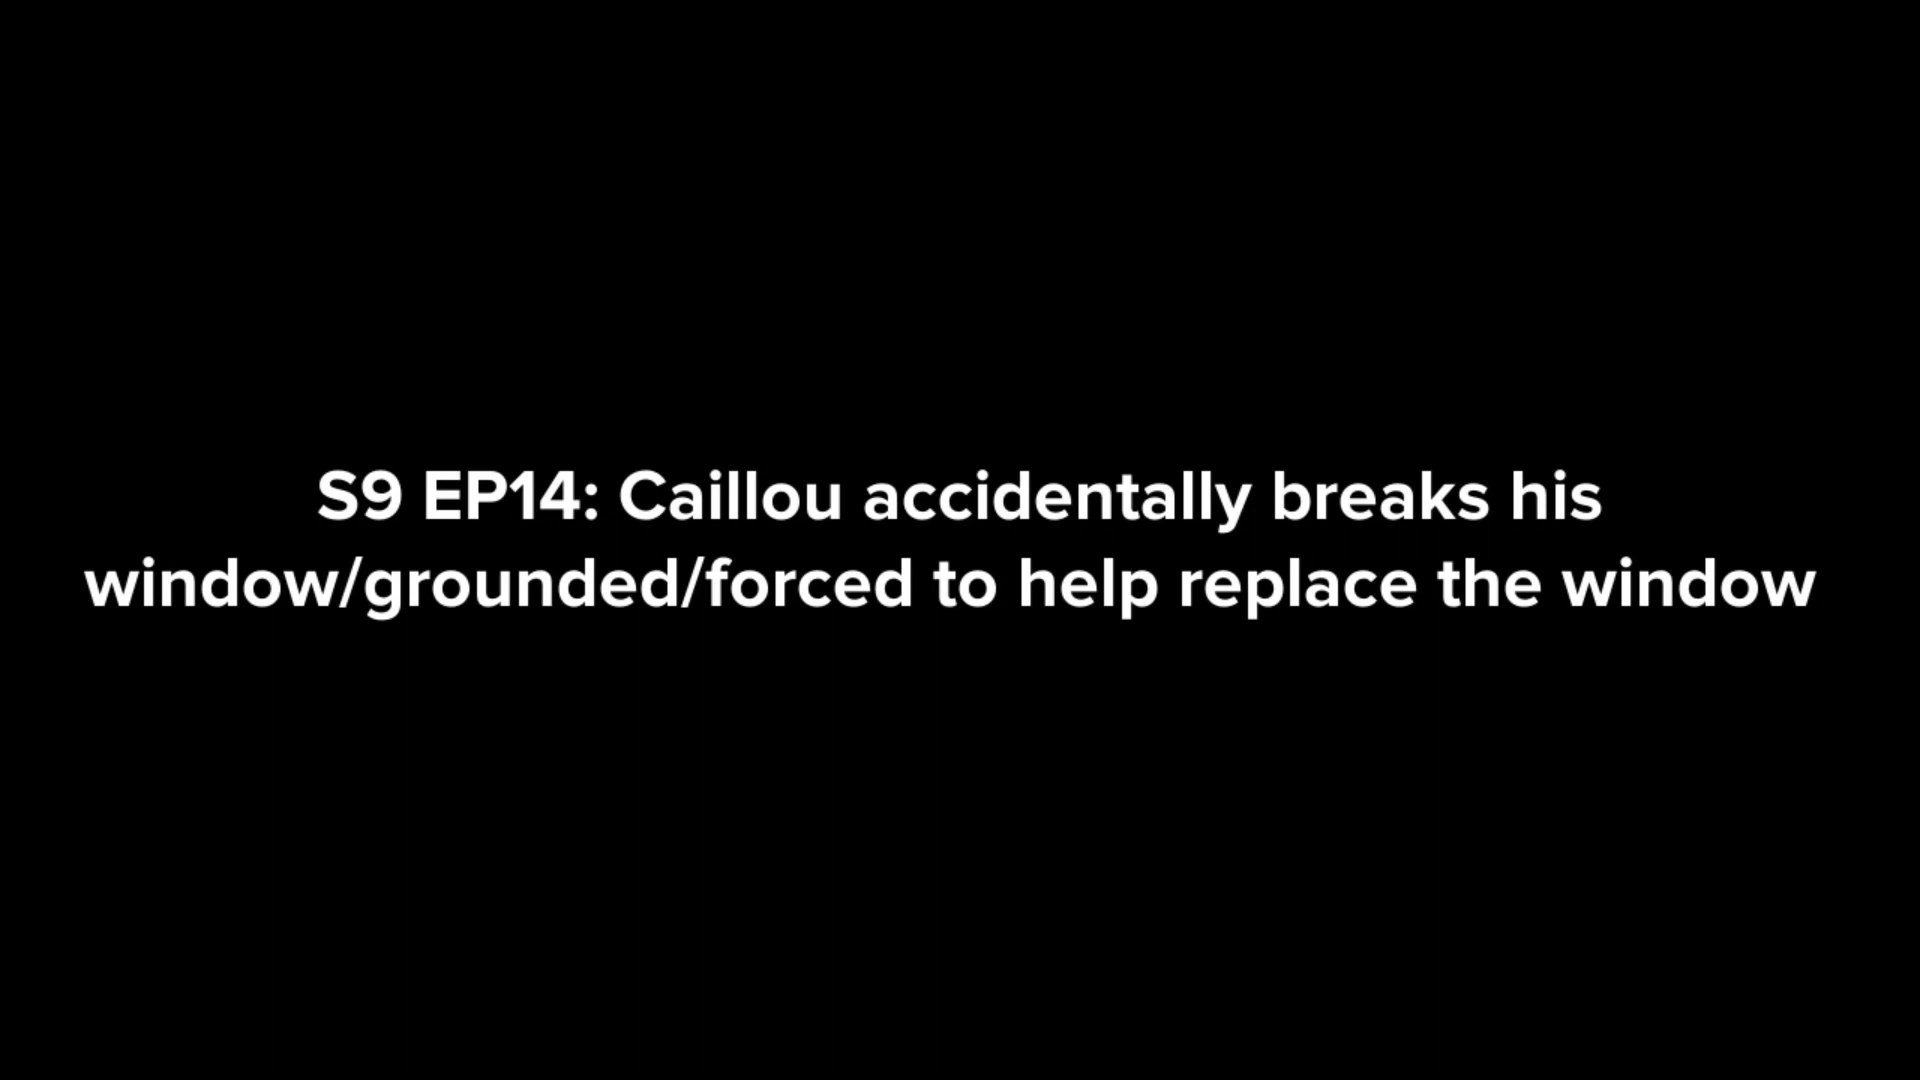 S9 EP14: Caillou accidentally breaks his
window/grounded/forced to help replace the window